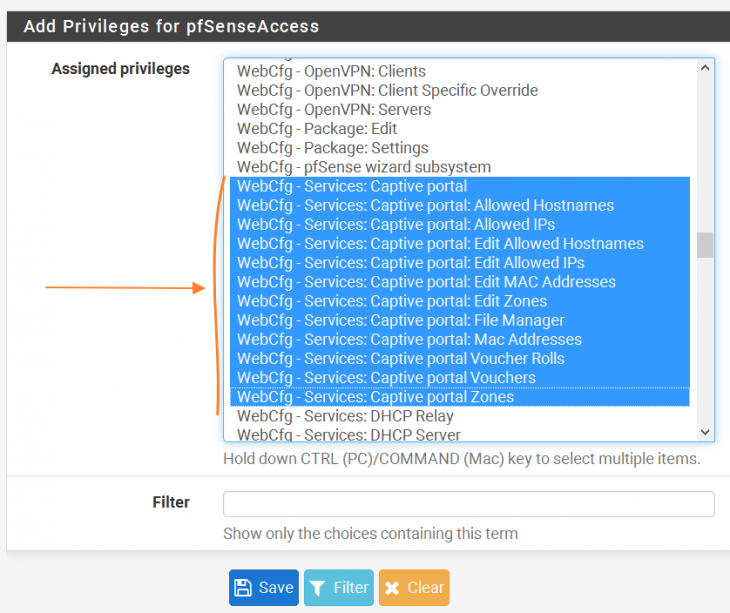 Add Privileges for pfSenseAccess
Assigned privileges
WebCfg - OpenVPN: Clients
WebCfg - OpenVPN: Client Specific Override
WebCfg - OpenVPN: Servers
WebCfg - Package: Edit
WebCfg - Package: Settings
WebCfg - pfSense wizard subsystem
WebCfg - Services: Captive portal
WebCfg - Services: Captive portal: Allowed Hostnames
WebCfg - Services: Captive portal: Allowed IPs
WebCfg - Services: Captive portal: Edit Allowed Hostnames
WebCfg - Services: Captive portal: Edit Allowed IPs
WebCfg - Services: Captive portal: Edit MAC Addresses
WebCfg - Services: Captive portal: Edit Zones
WebCfg - Services: Captive portal: File Manager
WebCfg - Services: Captive portal: Mac Addresses
WebCfg - Services: Captive portal Voucher Rolls
WebCfg - Services: Captive portal Vouchers
WebCfg - Services: Captive portal Zones
WebCfg - Services: DHCP Relay
WebCfg - Services: DHCP Server
Hold down CTRL (PC)/COMMAND (Mac) key to select multiple items.
Filter
Show only the choices containing this term
Save Filter Clear